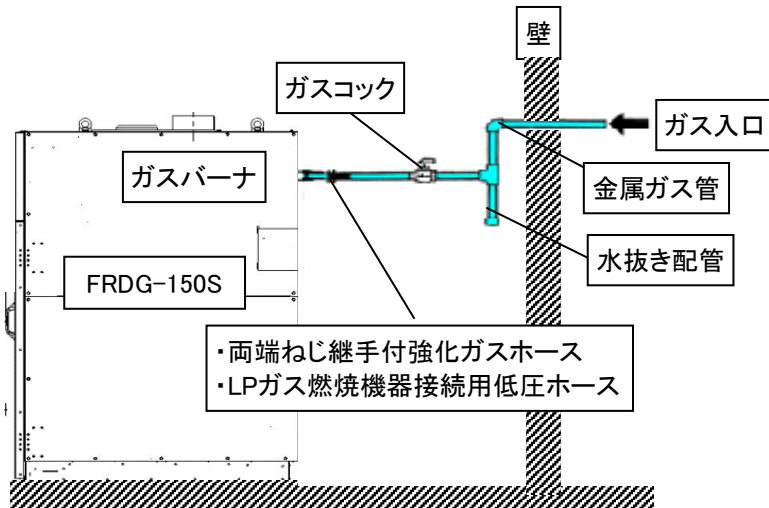 壁
ガスコック
ガス入口
ガスバーナ
金属ガス管
水抜き配管
FRDG-150S
・両端ねじ継手付強化ガスホース
・LPガス燃焼機器接続用低圧ホース